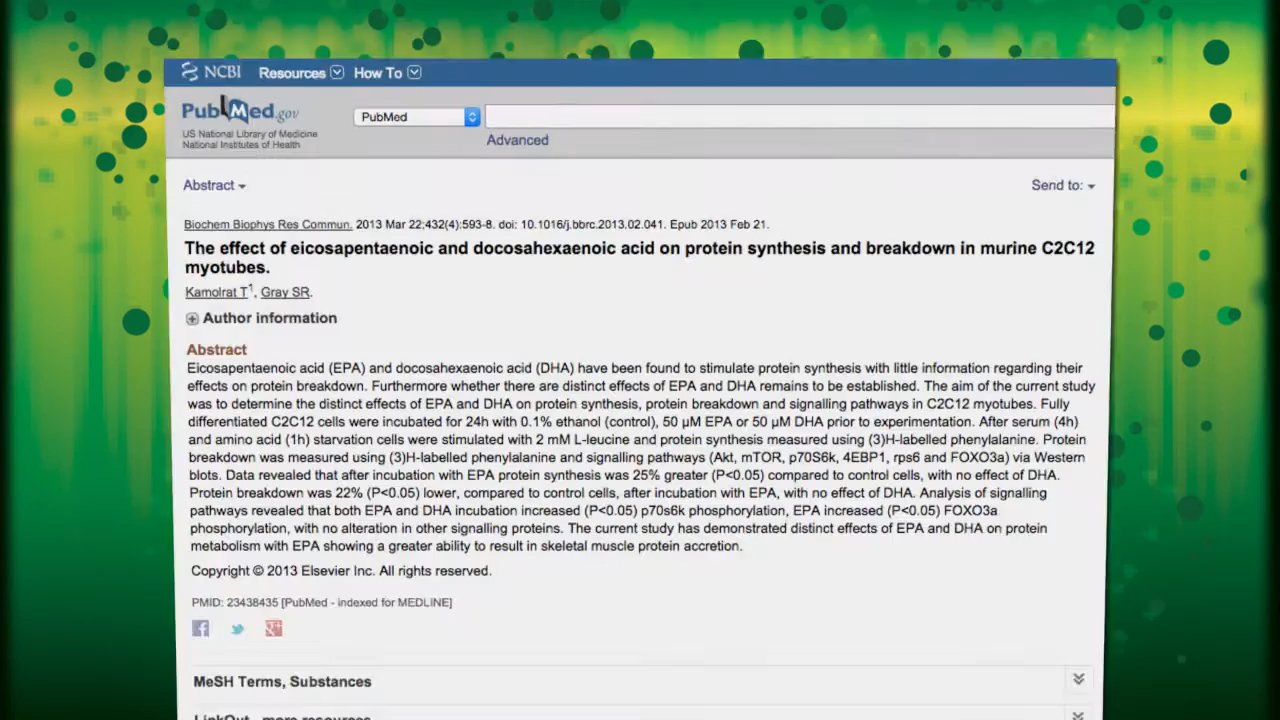 NCBI Resources How To
PubMed.gov
US National Library of Medicine
National Institutes of Health
PubMed
Advanced
Abstract
Send to:
Biochem Biophys Res Commun. 2013 Mar 22;432(4):593-8. doi: 10.1016/j.bbrc.2013.02.041. Epub 2013 Feb 21.
The effect of eicosapentaenoic and docosahexaenoic acid on protein synthesis and breakdown in murine C2C12
myotubes.
Kamolrat T1, Gray SR.
Author information
Abstract
Eicosapentaenoic acid (EPA) and docosahexaenoic acid (DHA) have been found to stimulate protein synthesis with little information regarding their
effects on protein breakdown. Furthermore whether there are distinct effects of EPA and DHA remains to be established. The aim of the current study
was to determine the distinct effects of EPA and DHA on protein synthesis, protein breakdown and signalling pathways in C2C12 myotubes. Fully
differentiated C2C12 cells were incubated for 24h with 0.1% ethanol (control), 50 μM EPA or 50 μM DHA prior to experimentation. After serum (4h)
and amino acid (1h) starvation cells were stimulated with 2 mM L-leucine and protein synthesis measured using (3)H-labelled phenylalanine. Protein
breakdown was measured using (3)H-labelled phenylalanine and signalling pathways (Akt, mTOR, p70S6k, 4EBP1, rps6 and FOXO3a) via Western
blots. Data revealed that after incubation with EPA protein synthesis was 25% greater (P<0.05) compared to control cells, with no effect of DHA.
Protein breakdown was 22% (P<0.05) lower, compared to control cells, after incubation with EPA, with no effect of DHA. Analysis of signalling
pathways revealed that both EPA and DHA incubation increased (P<0.05) p70s6k phosphorylation, EPA increased (P<0.05) FOXO3a
phosphorylation, with no alteration in other signalling proteins. The current study has demonstrated distinct effects of EPA and DHA on protein
metabolism with EPA showing a greater ability to result in skeletal muscle protein accretion.
Copyright © 2013 Elsevier Inc. All rights reserved.
PMID: 23438435 [PubMed - indexed for MEDLINE]
MeSH Terms, Substances
LinkOut - more resources